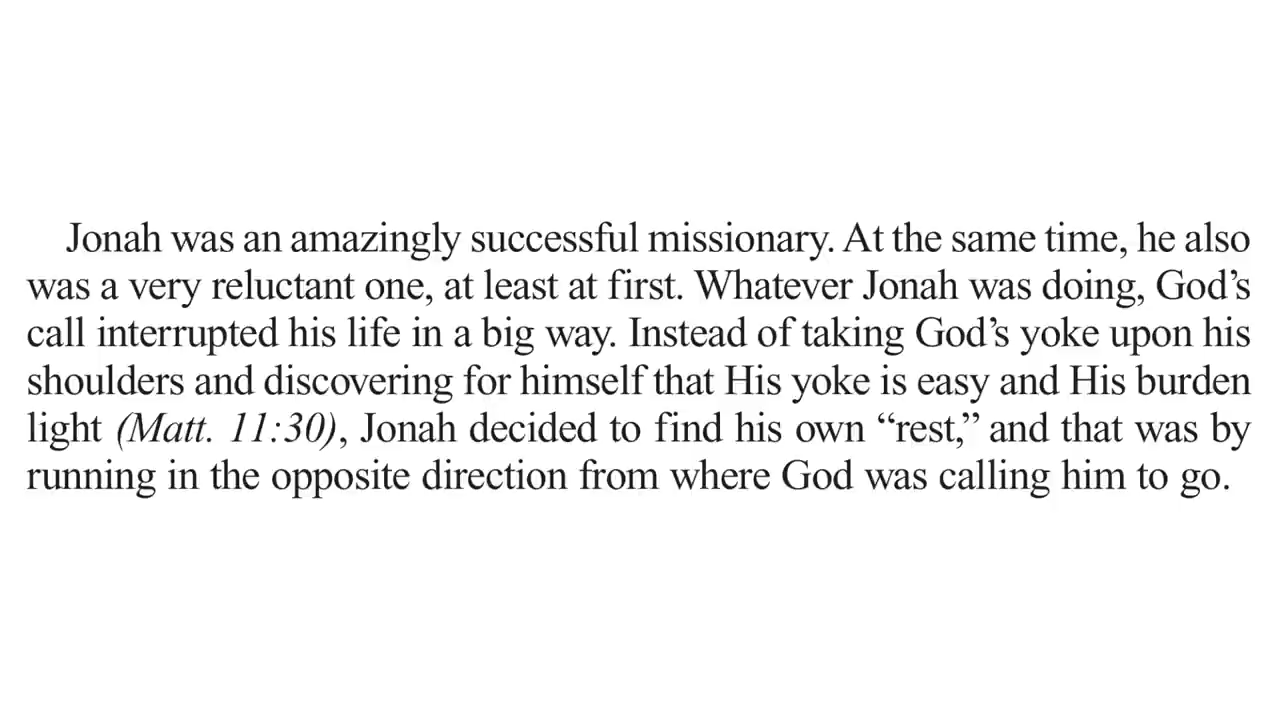 Jonah was an amazingly successful missionary. At the same time, he also
was a very reluctant one, at least at first. Whatever Jonah was doing, God’s
call interrupted his life in a big way. Instead of taking God’s yoke upon his
shoulders and discovering for himself that His yoke is easy and His burden
light (Matt. 11:30), Jonah decided to find his own “rest,” and that was by
running in the opposite direction from where God was calling him to go.